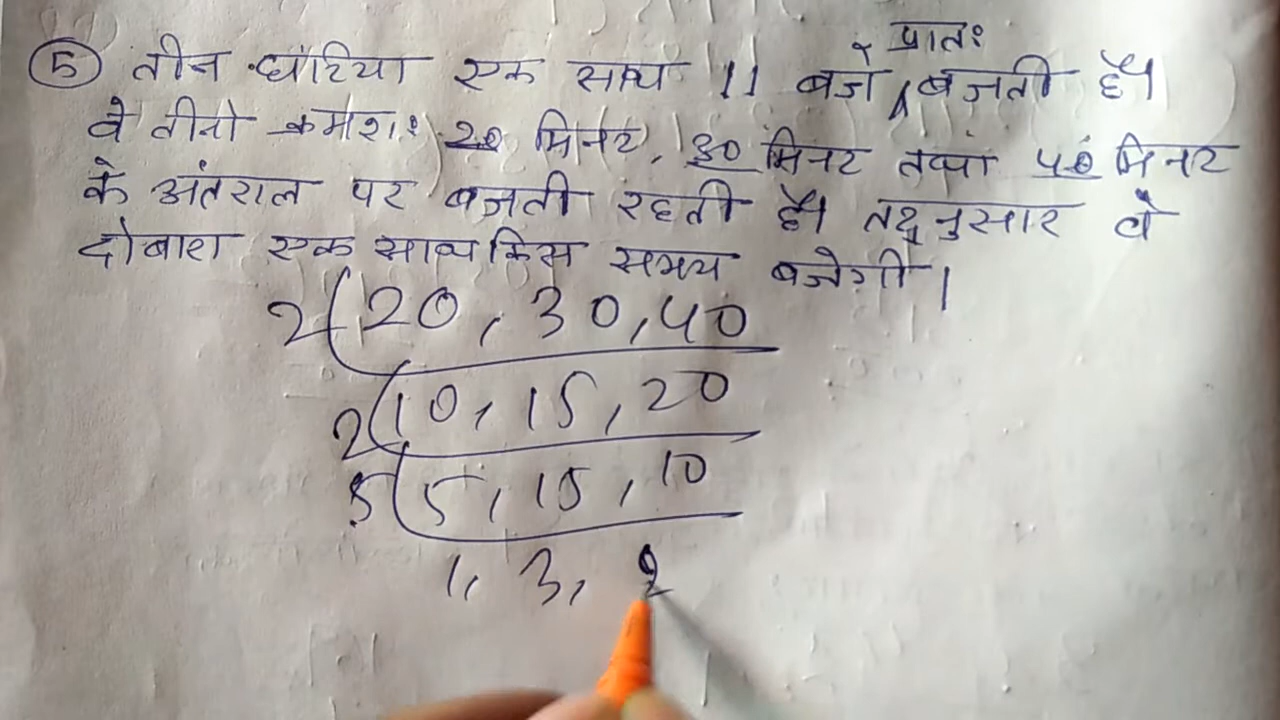 प्रातः
5 तीन घंटिया एक साथ 11 बजे बजती है।
वे तीनो क्रमशः 20 मिनट, 30 मिनट तथा 40 मिनट
के अंतराल पर बजती रहती है। तद्नुसार वे
दोबारा एक साथ किस समय बजेगी।
2(20, 30, 40
2(10, 15, 20
5(5, 15, 10
1, 3, 2